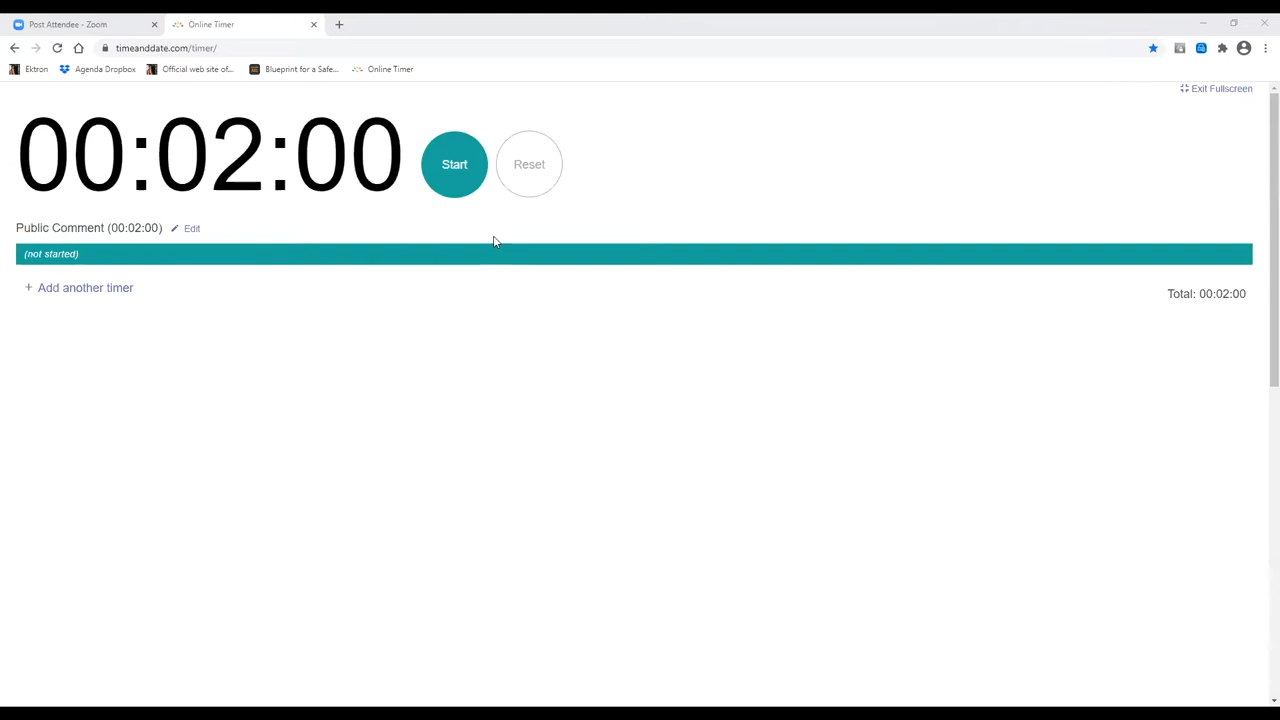 Post Attendee - Zoom
Online Timer
timeanddate.com/timer/
Ektron
Agenda Dropbox
Official web site of...
Blueprint for a Safe...
Online Timer
Exit Fullscreen
00:02:00
Start
Reset
Public Comment (00:02:00)
Edit
(not started)
+ Add another timer
Total: 00:02:00